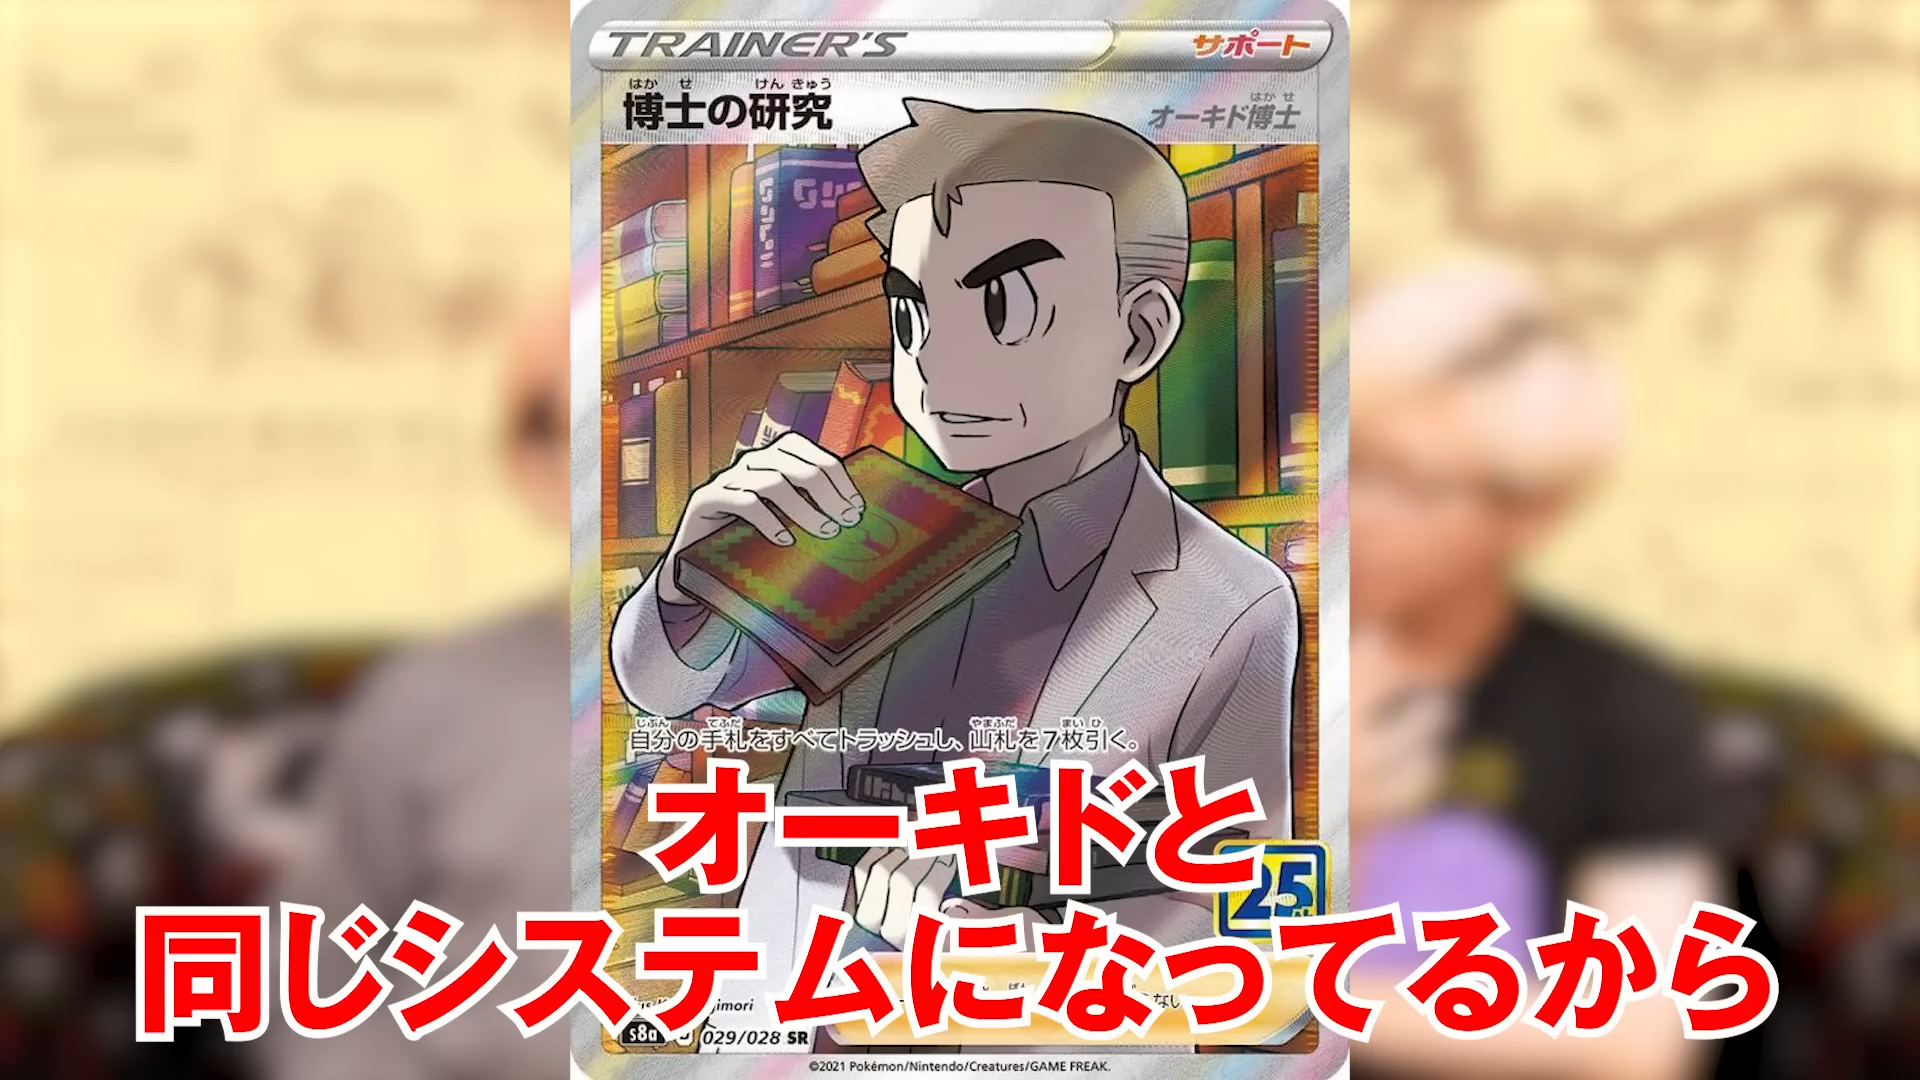 TRAINER'S
サポート
はか せ けん きゅう
博士の研究
はか せ
オーキド博士
じぶん てふだ やまふだ まい ひ
自分の手札をすべてトラッシュし、山札を7枚引く。
オーキドと
25
同じシステムになってるから
s8a
029/028 SR
©2021 Pokémon/Nintendo/Creatures/GAME FREAK.